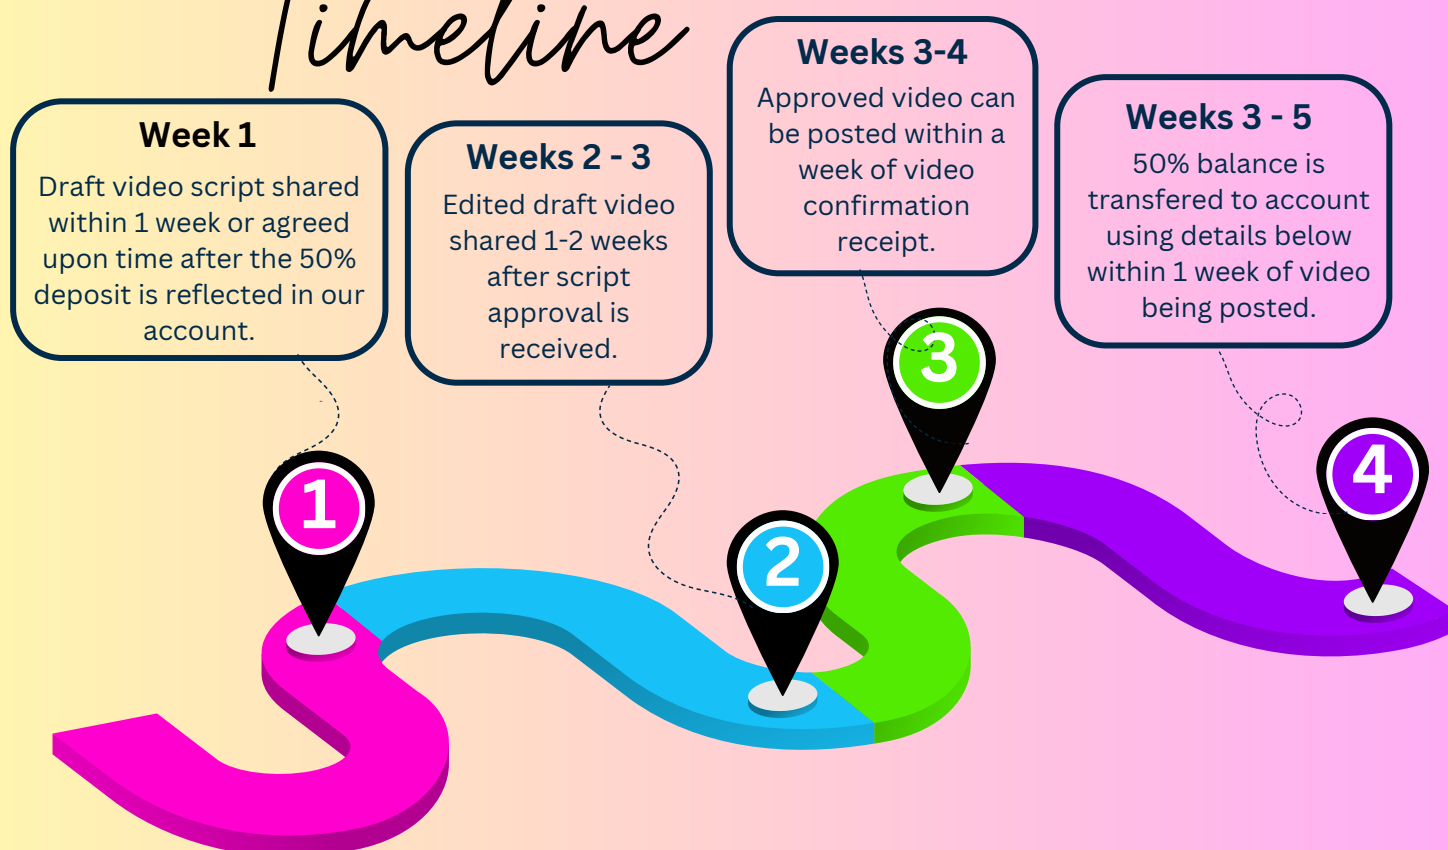 Timeline
Week 1
Draft video script shared
within 1 week or agreed
upon time after the 50%
deposit is reflected in our
account.
Weeks 2 - 3
Edited draft video
shared 1-2 weeks
after script
approval is
received.
Weeks 3-4
Approved video can
be posted within a
week of video
confirmation
receipt.
Weeks 3 - 5
50% balance is
transfered to account
using details below
within 1 week of video
being posted.
1
2
3
4